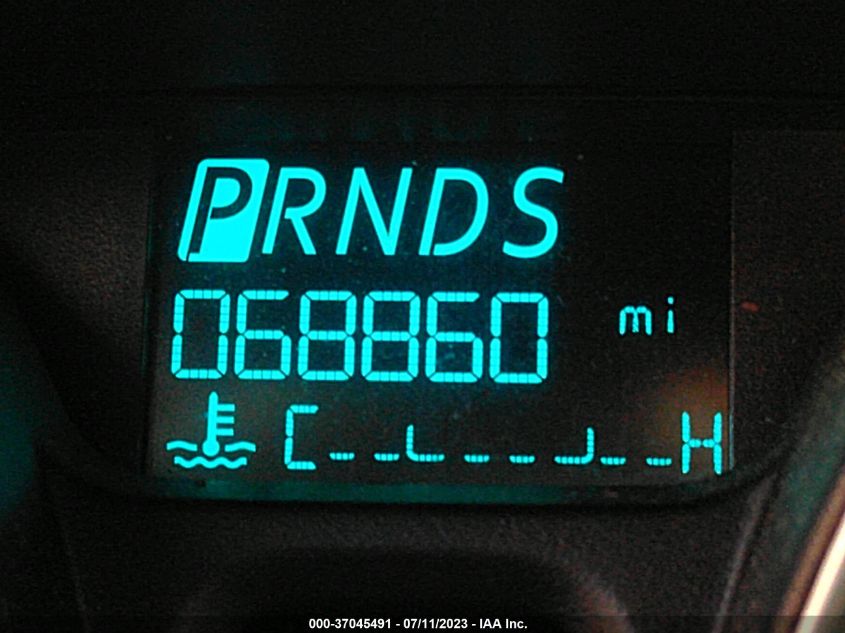 PRNDS
068860 mi
C H
000-37045491 - 07/11/2023 - IAA Inc.